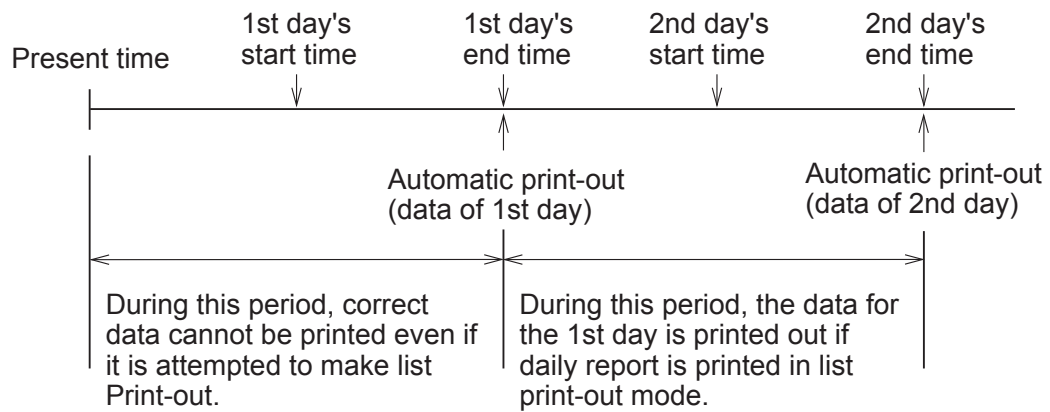 Present time
1st day's
start time
1st day's
end time
2nd day's
start time
2nd day's
end time
Automatic print-out
(data of 1st day)
Automatic print-out
(data of 2nd day)
During this period, correct
data cannot be printed even if
it is attempted to make list
Print-out.
During this period, the data for
the 1st day is printed out if
daily report is printed in list
print-out mode.